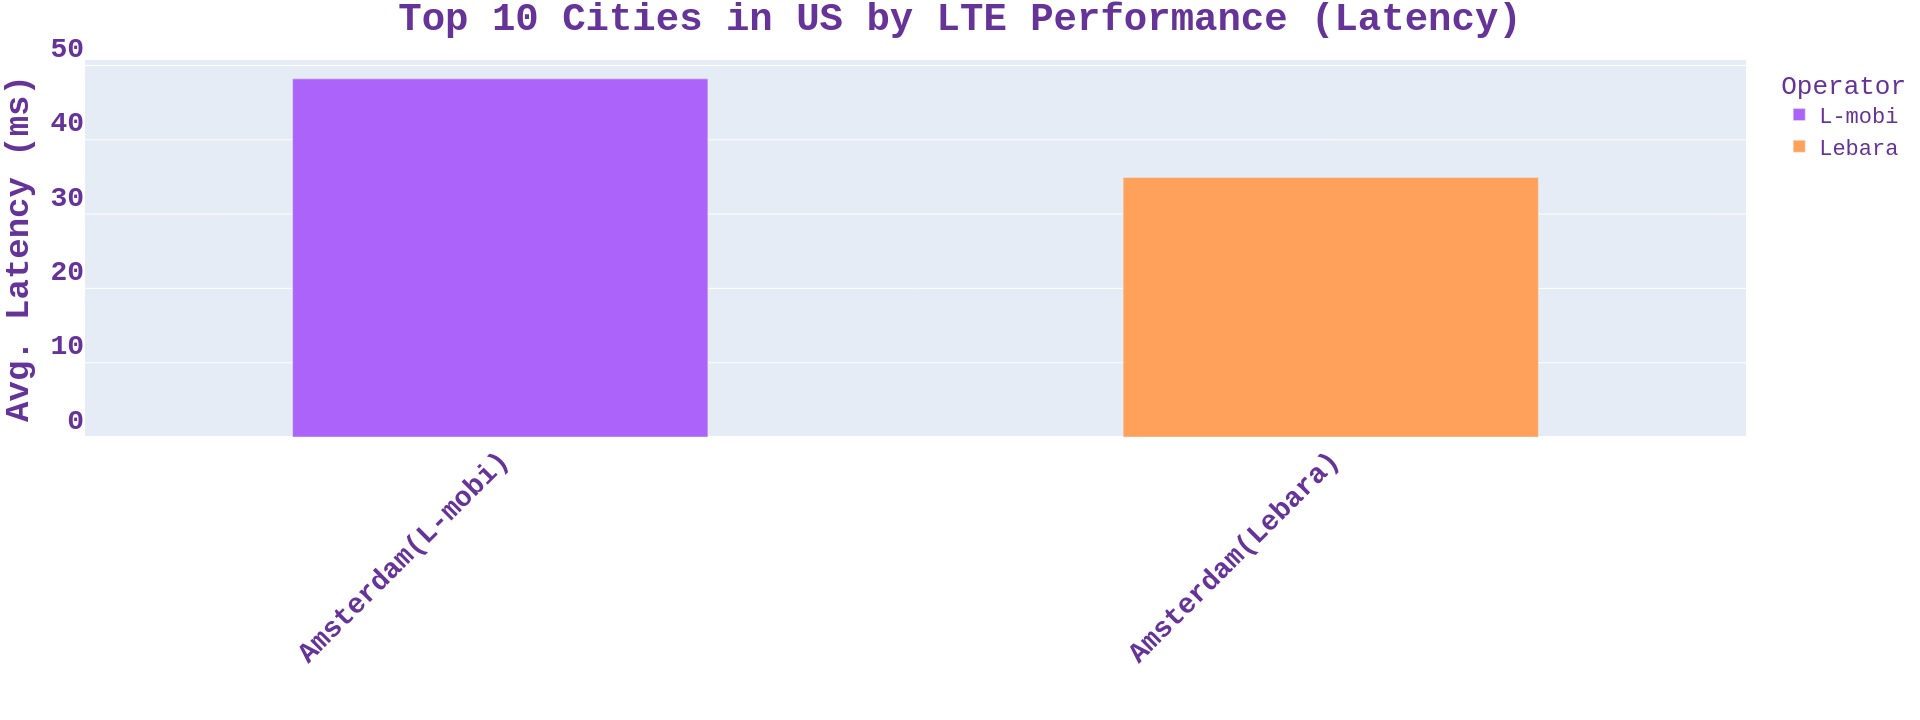 Top 10 Cities in US by LTE Performance (Latency)
Avg. Latency (ms)
50
40
30
20
10
0
Amsterdam(L-mobi)
Amsterdam(Lebara)
Operator
L-mobi
Lebara